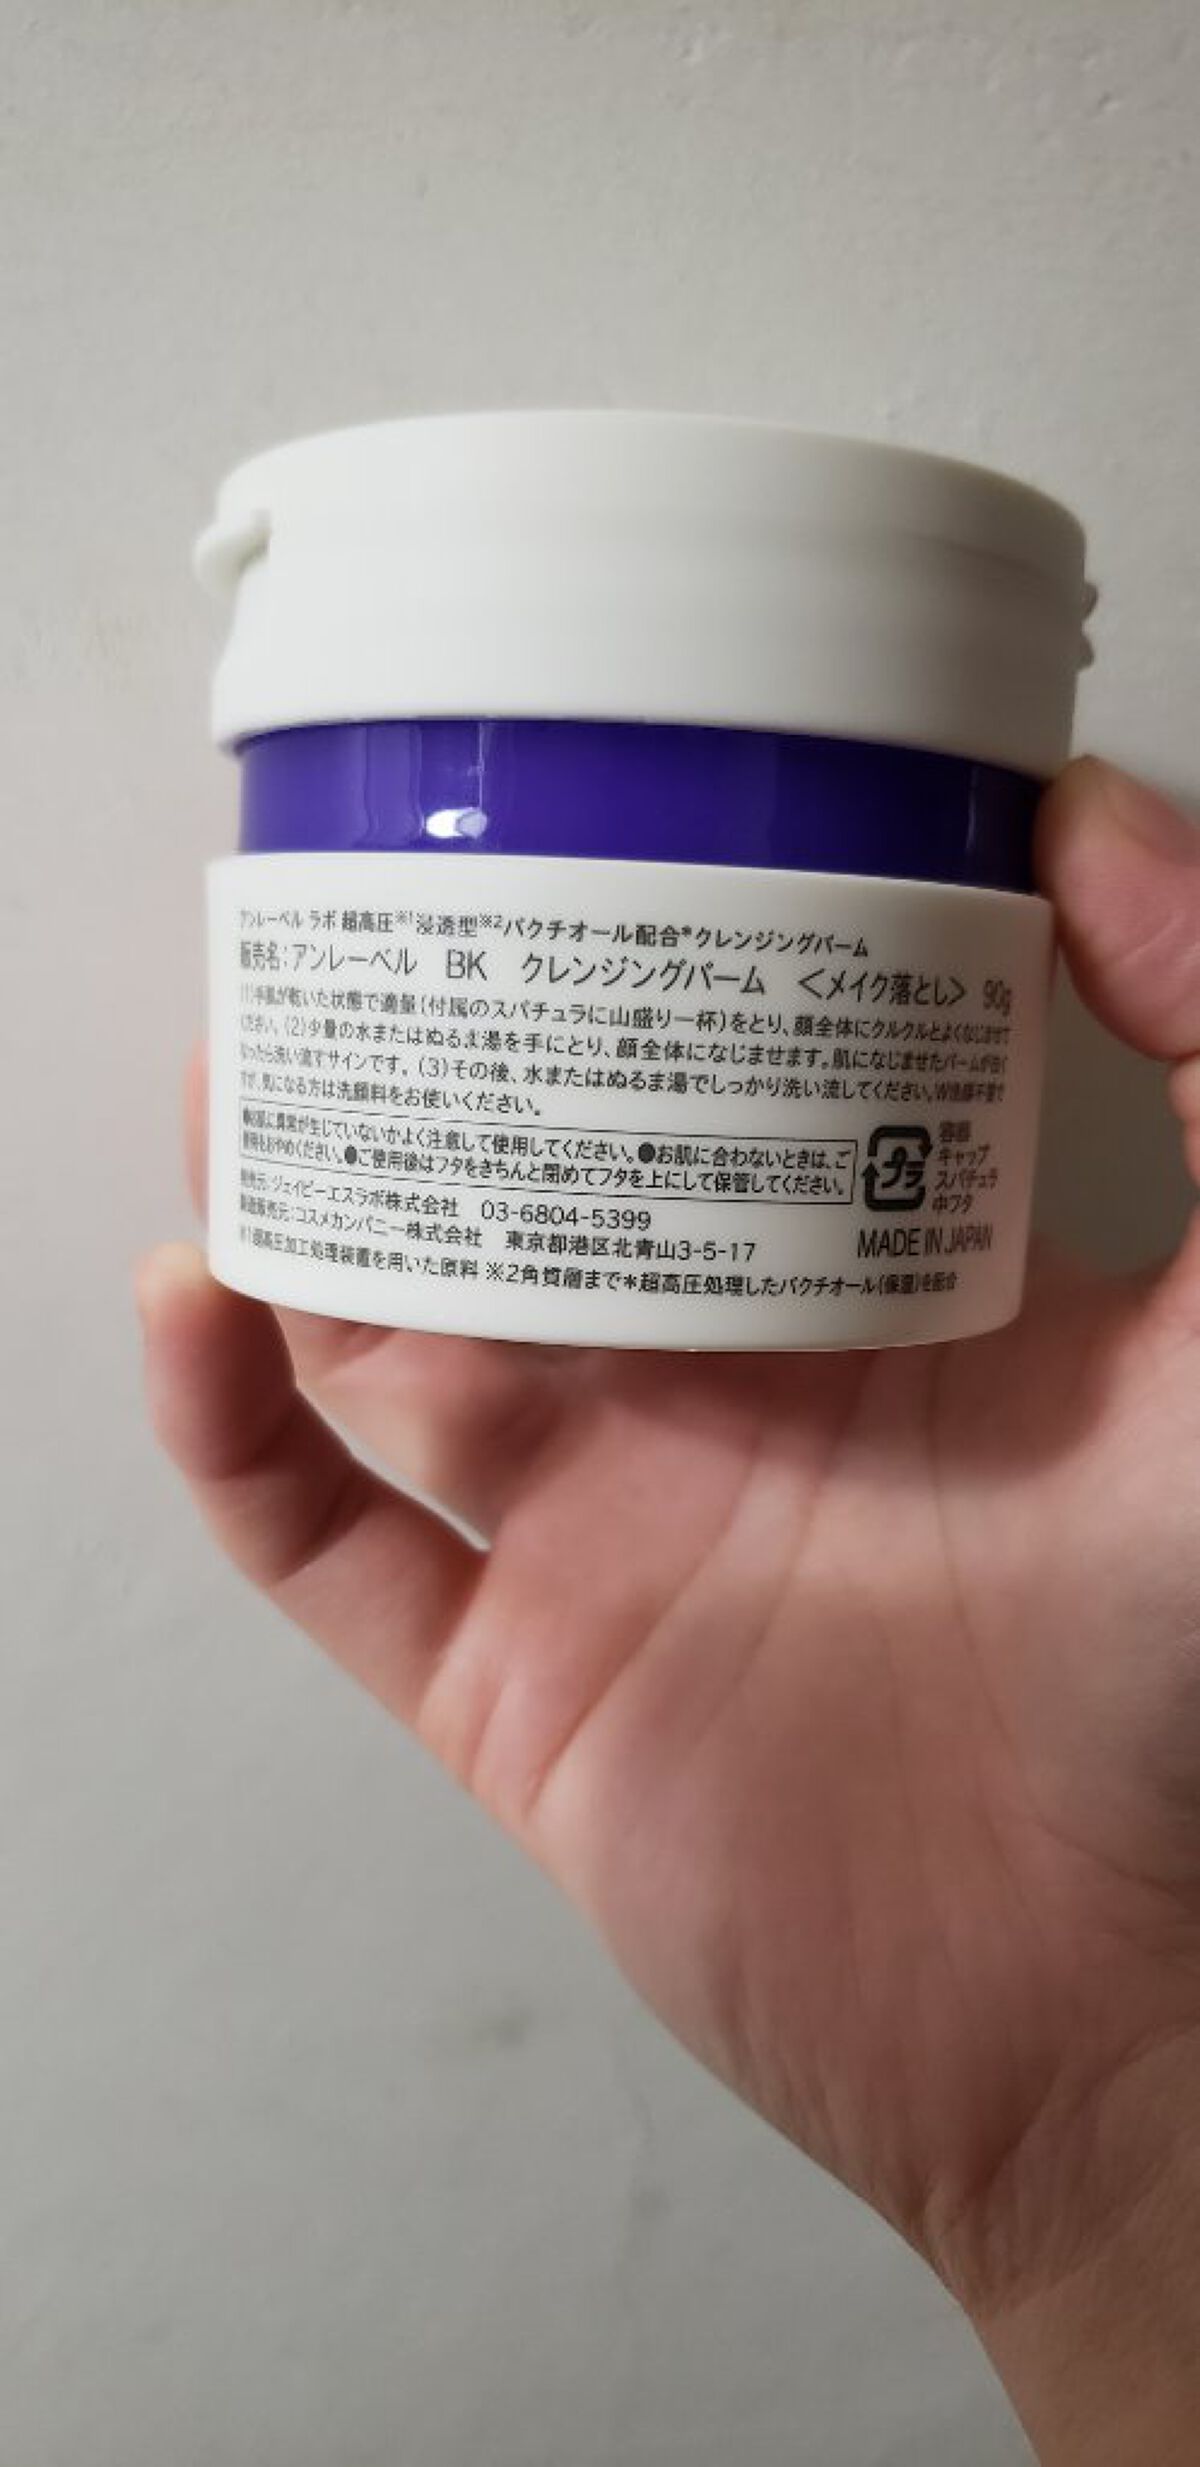 アンレーベル ラボ 超高圧※1浸透型※2バクチオール配合*クレンジングバーム
販売名:アンレーベル BK クレンジングバーム <メイク落とし> 90g
(1)手肌が乾いた状態で適量(付属のスパチュラに山盛り一杯)をとり、顔全体にクルクルとよくなじませて
ください。(2)少量の水またはぬるま湯を手にとり、顔全体になじませます。肌になじませたバームが白く
なったら洗い流すサインです。(3)その後、水またはぬるま湯でしっかり洗い流してください。W洗顔不要で
すが、気になる方は洗顔料をお使いください。
●お肌に異常が生じていないかよく注意して使用してください。●お肌に合わないときは、ご
使用をおやめください。●ご使用後はフタをきちんと閉めてフタを上にして保管してください。
プラ
容器
キャップ
スパチュラ
中フタ
発売元:ジェイピーエスラボ株式会社 03-6804-5399
製造販売元:コスメカンパニー株式会社 東京都港区北青山3-5-17
MADE IN JAPAN
※1超高圧加工処理装置を用いた原料 ※2角質層まで*超高圧処理したバクチオール(保湿)を配合